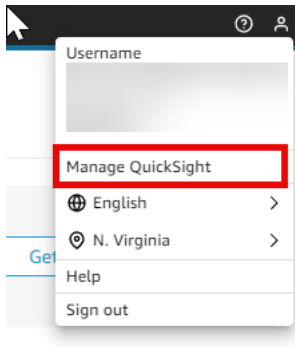 Username
Manage QuickSight
English
N. Virginia
Get
Help
Sign out